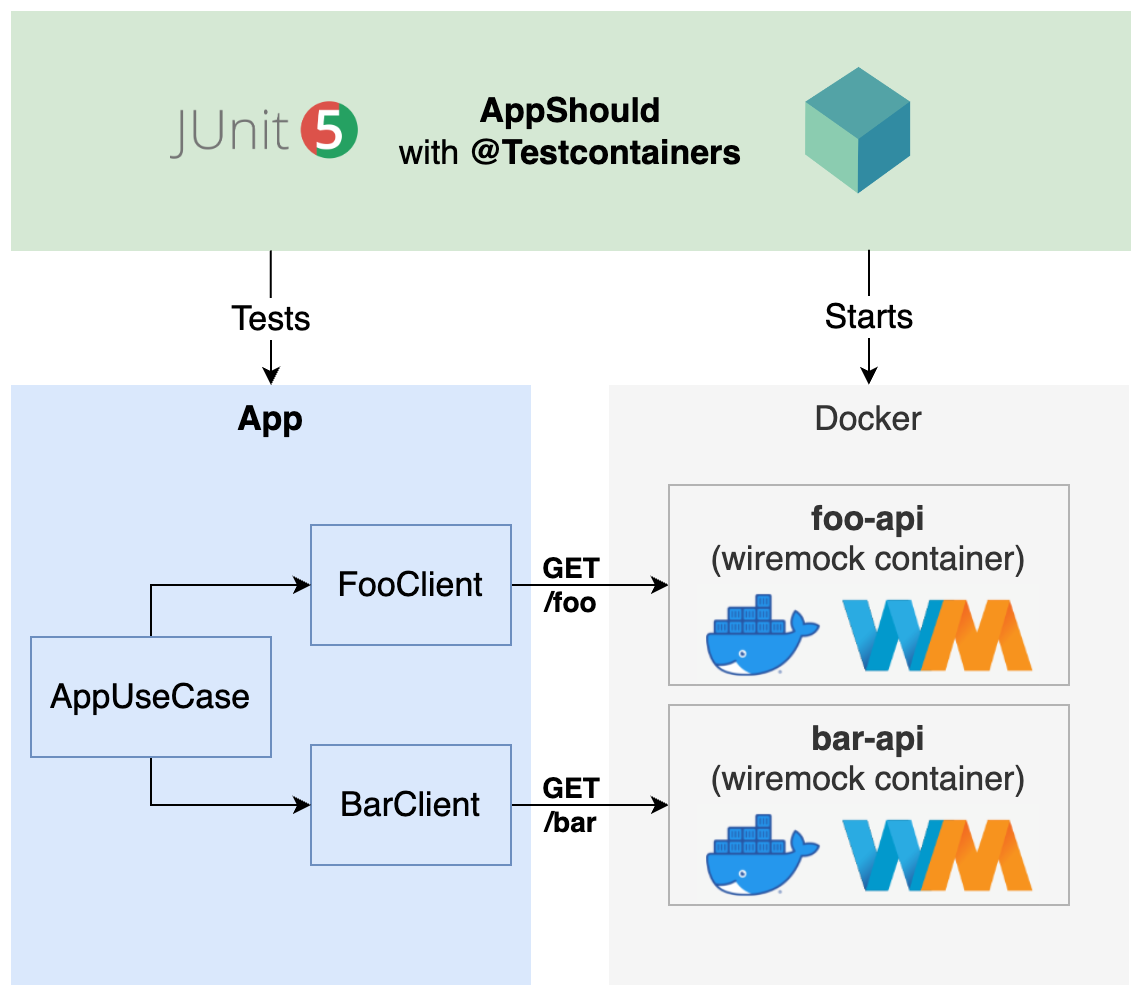 JUnit 5
AppShould
with @Testcontainers
Tests
Starts
App
Docker
foo-api
(wiremock container)
FooClient
GET
/foo
WM
AppUseCase
bar-api
(wiremock container)
BarClient
GET
/bar
WM